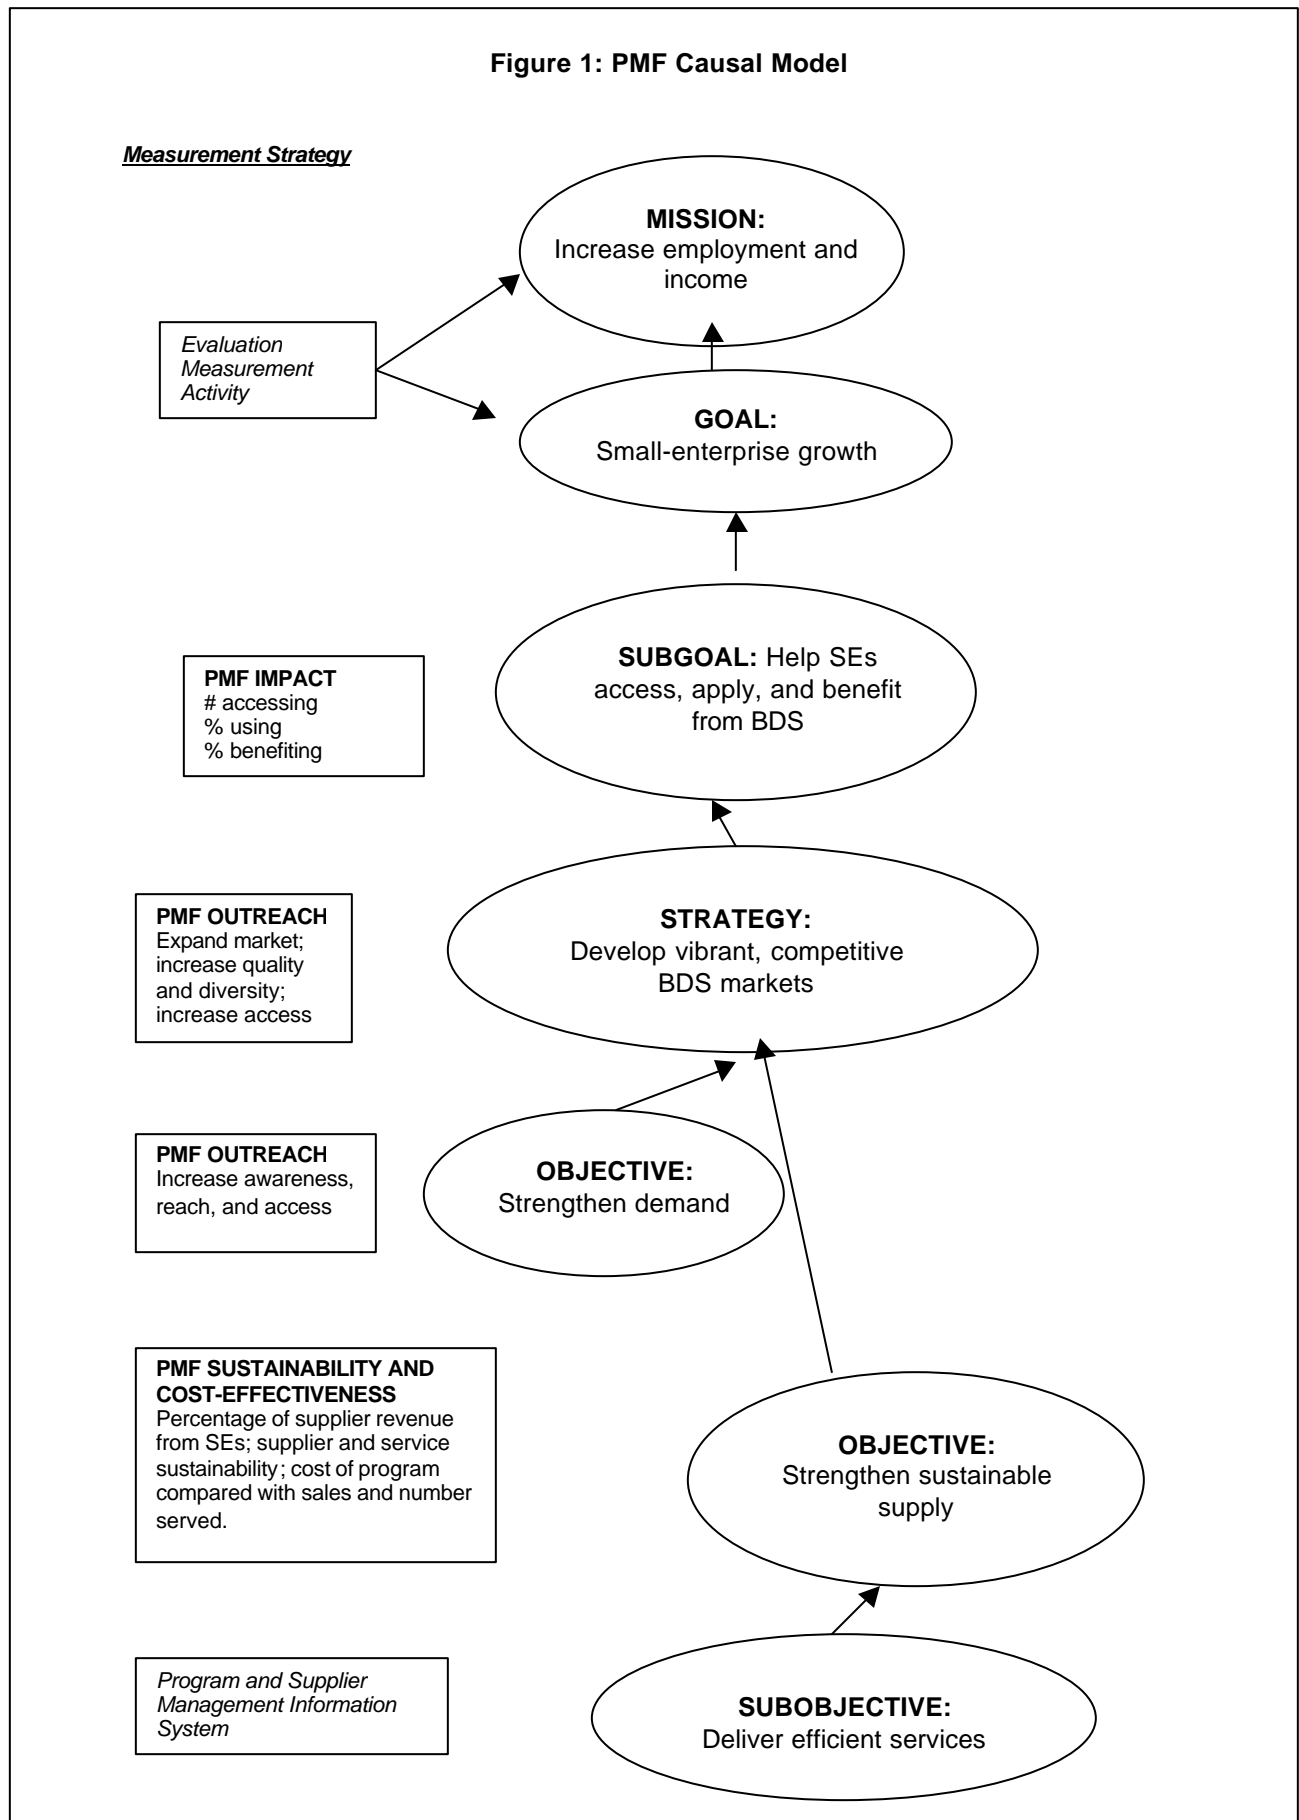 Figure 1: PMF Causal Model
Measurement Strategy
MISSION:
Increase employment and
income
Evaluation
Measurement
Activity
GOAL:
Small-enterprise growth
SUBGOAL: Help SEs
access, apply, and benefit
from BDS
PMF IMPACT
# accessing
% using
% benefiting
STRATEGY:
Develop vibrant, competitive
BDS markets
PMF OUTREACH
Expand market;
increase quality
and diversity;
increase access
PMF OUTREACH
Increase awareness,
reach, and access
OBJECTIVE:
Strengthen demand
PMF SUSTAINABILITY AND
COST-EFFECTIVENESS
Percentage of supplier revenue
from SEs; supplier and service
sustainability; cost of program
compared with sales and number
served.
OBJECTIVE:
Strengthen sustainable
supply
Program and Supplier
Management Information
System
SUBOBJECTIVE:
Deliver efficient services